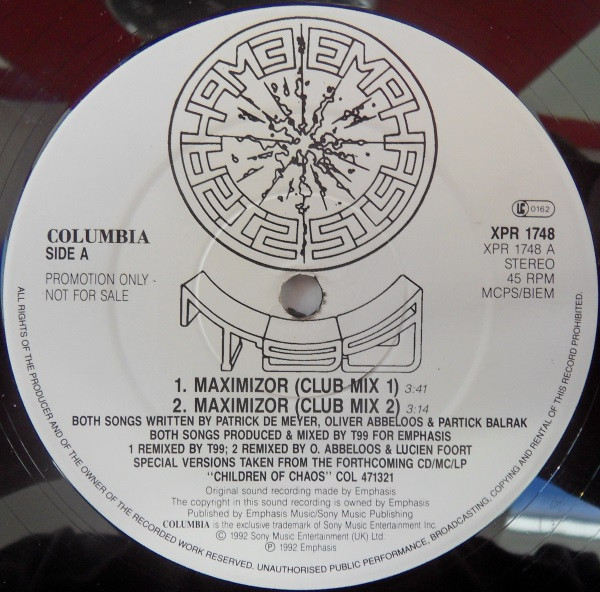 EMPHASIS
EMPHASIS
COLUMBIA
SIDE A
PROMOTION ONLY -
NOT FOR SALE
LC 0162
XPR 1748
XPR 1748 A
STEREO
45 RPM
MCPS/BIEM
T99
1. MAXIMIZOR (CLUB MIX 1) 3:41
2. MAXIMIZOR (CLUB MIX 2) 3:14
BOTH SONGS WRITTEN BY PATRICK DE MEYER, OLIVER ABBELOOS & PARTICK BALRAK
BOTH SONGS PRODUCED & MIXED BY T99 FOR EMPHASIS
1 REMIXED BY T99; 2 REMIXED BY O. ABBELOOS & LUCIEN FOORT
SPECIAL VERSIONS TAKEN FROM THE FORTHCOMING CD/MC/LP
"CHILDREN OF CHAOS" COL 471321
Original sound recording made by Emphasis
The copyright in this sound recording is owned by Emphasis
Published by Emphasis Music/Sony Music Publishing
COLUMBIA is the exclusive trademark of Sony Music Entertainment Inc.
© 1992 Sony Music Entertainment (UK) Ltd
℗ 1992 Emphasis
ALL RIGHTS OF THE PRODUCER AND OF THE OWNER OF THE RECORDED WORK RESERVED. UNAUTHORISED PUBLIC PERFORMANCE, BROADCASTING, COPYING AND RENTAL OF THIS RECORD PROHIBITED.